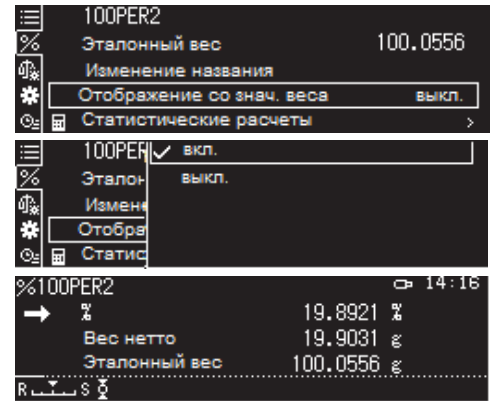 100PER2
Эталонный вес 100.0556
Изменение названия
Отображение со знач. веса выкл.
Статистические расчеты >
100PER вкл.
Эталон выкл.
Измен
Отобра
Статис
%100PER2 14:16
% 19.8921 %
Вес нетто 19.9031 g
Эталонный вес 100.0556 g
R S